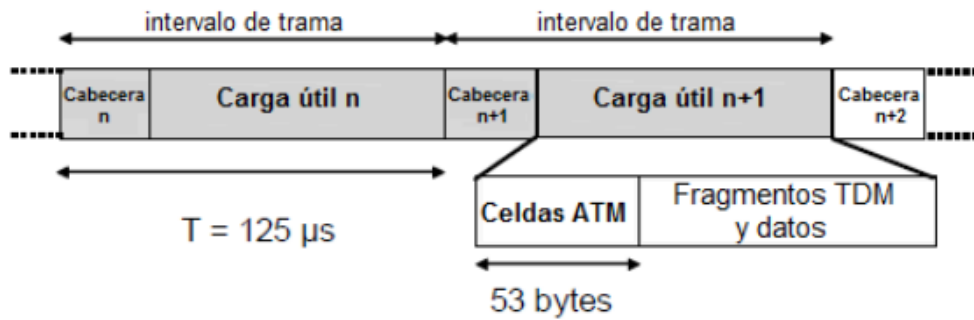 intervalo de trama
intervalo de trama
Cabecera
n
Carga útil n
Cabecera
n+1
Carga útil n+1
Cabecera
n+2
T = 125 µs
Celdas ATM
Fragmentos TDM
y datos
53 bytes